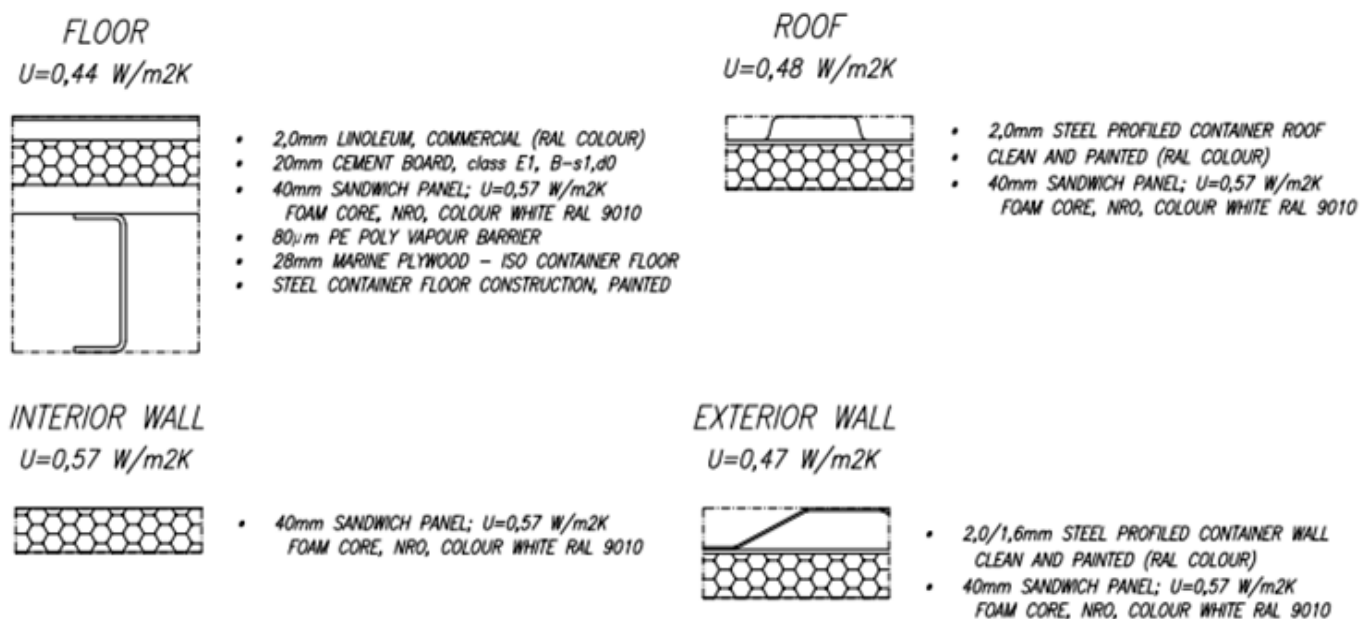 FLOOR
U=0,44 W/m2K
• 2,0mm LINOLEUM, COMMERCIAL (RAL COLOUR)
• 20mm CEMENT BOARD, class E1, B-s1,d0
• 40mm SANDWICH PANEL; U=0,57 W/m2K
FOAM CORE, NRO, COLOUR WHITE RAL 9010
• 80μm PE POLY VAPOUR BARRIER
• 28mm MARINE PLYWOOD – ISO CONTAINER FLOOR
• STEEL CONTAINER FLOOR CONSTRUCTION, PAINTED
ROOF
U=0,48 W/m2K
• 2,0mm STEEL PROFILED CONTAINER ROOF
• CLEAN AND PAINTED (RAL COLOUR)
• 40mm SANDWICH PANEL; U=0,57 W/m2K
FOAM CORE, NRO, COLOUR WHITE RAL 9010
INTERIOR WALL
U=0,57 W/m2K
• 40mm SANDWICH PANEL; U=0,57 W/m2K
FOAM CORE, NRO, COLOUR WHITE RAL 9010
EXTERIOR WALL
U=0,47 W/m2K
• 2,0/1,6mm STEEL PROFILED CONTAINER WALL
CLEAN AND PAINTED (RAL COLOUR)
• 40mm SANDWICH PANEL; U=0,57 W/m2K
FOAM CORE, NRO, COLOUR WHITE RAL 9010